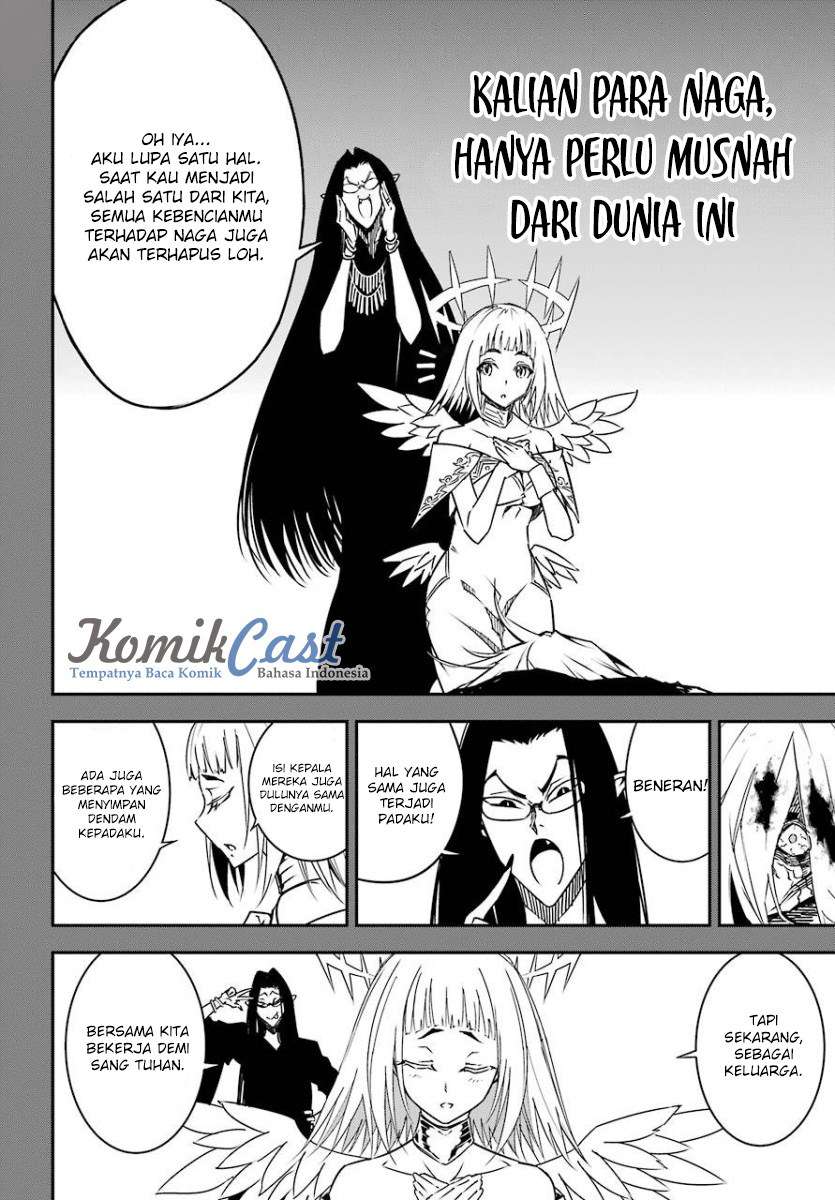 KALIAN PARA NAGA,
HANYA PERLU MUSNAH
DARI DUNIA INI
OH IYA...
AKU LUPA SATU HAL.
SAAT KAU MENJADI
SALAH SATU DARI KITA,
SEMUA KEBENCIANMU
TERHADAP NAGA JUGA
AKAN TERHAPUS LOH.
KomikCast
Tempatnya Baca Komik Bahasa Indonesia
BENERAN!
HAL YANG
SAMA JUGA
TERJADI
PADAKU!
ISI KEPALA
MEREKA JUGA
DULUNYA SAMA
DENGANMU.
ADA JUGA
BEBERAPA YANG
MENYIMPAN
DENDAM
KEPADAKU.
TAPI
SEKARANG,
SEBAGAI
KELUARGA.
BERSAMA KITA
BEKERJA DEMI
SANG TUHAN.